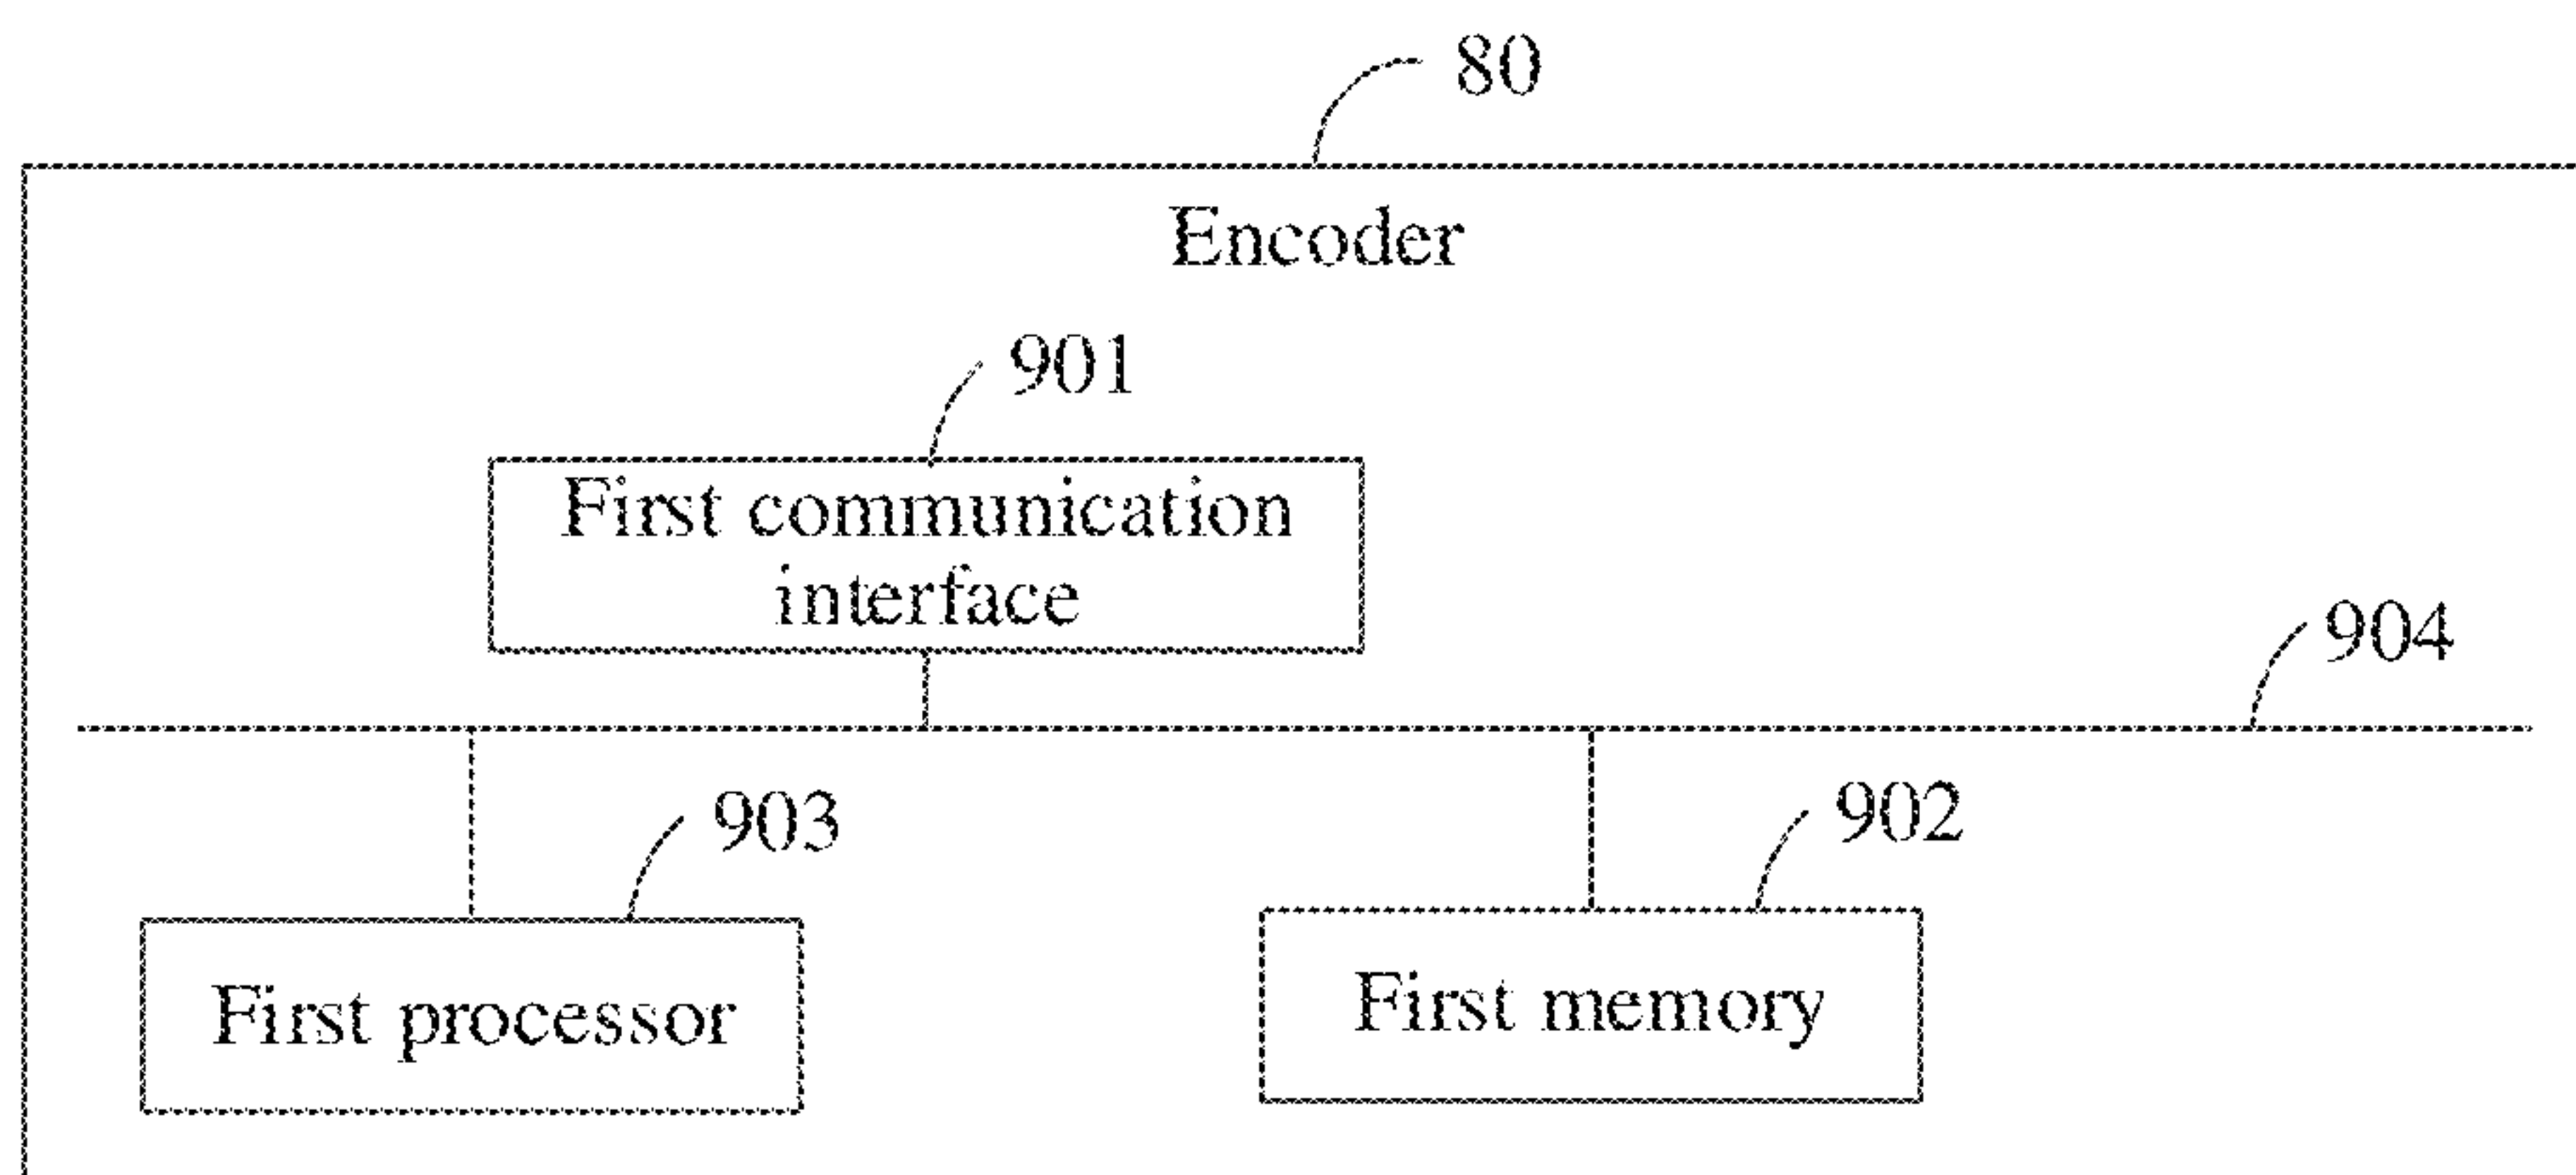 80
Encoder
901
First communication
interface
904
903
902
First processor
First memory